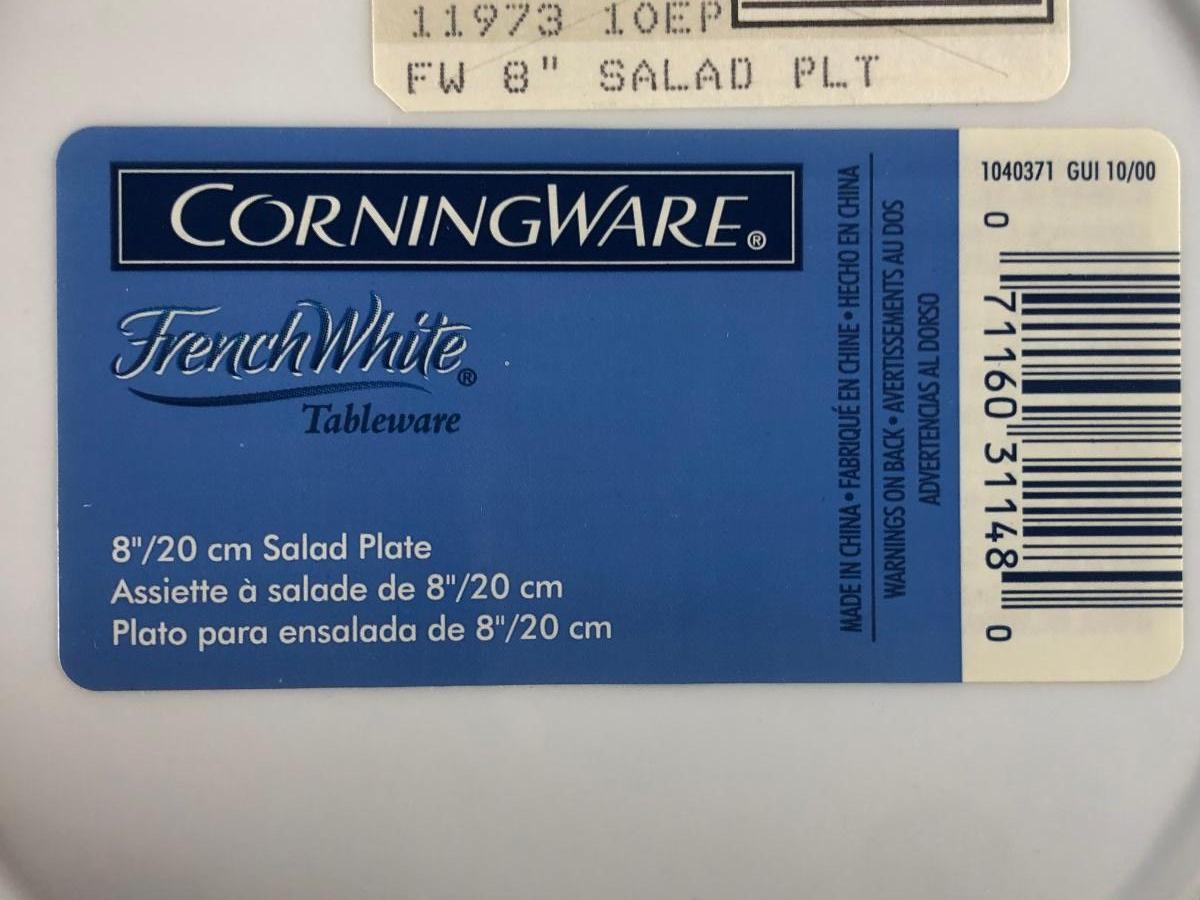 11973 10EP
FW 8" SALAD PLT
CORNINGWARE®
French White®
Tableware
8"/20 cm Salad Plate
Assiette à salade de 8"/20 cm
Plato para ensalada de 8"/20 cm
MADE IN CHINA • FABRIQUÉ EN CHINE • HECHO EN CHINA
WARNINGS ON BACK • AVERTISSEMENTS AU DOS
ADVERTENCIAS AL DORSO
1040371 GUI 10/00
0 71160 31148 0